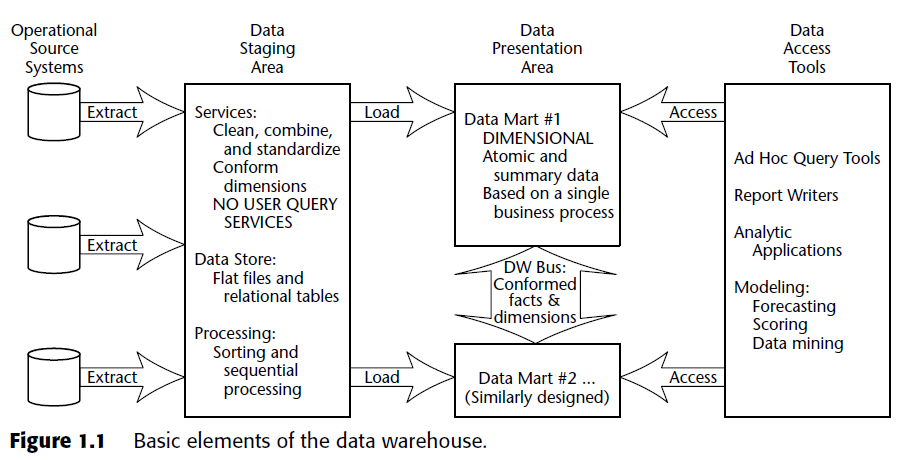 Operational
Source
Systems
Data
Staging
Area
Data
Presentation
Area
Data
Access
Tools
Extract
Extract
Extract
Services:
Clean, combine,
and standardize
Conform
dimensions
NO USER QUERY
SERVICES
Data Store:
Flat files and
relational tables
Processing:
Sorting and
sequential
processing
Load
Load
Data Mart #1
DIMENSIONAL
Atomic and
summary data
Based on a single
business process
DW Bus:
Conformed
facts &
dimensions
Data Mart #2 ...
(Similarly designed)
Access
Access
Ad Hoc Query Tools
Report Writers
Analytic
Applications
Modeling:
Forecasting
Scoring
Data mining
Figure 1.1 Basic elements of the data warehouse.